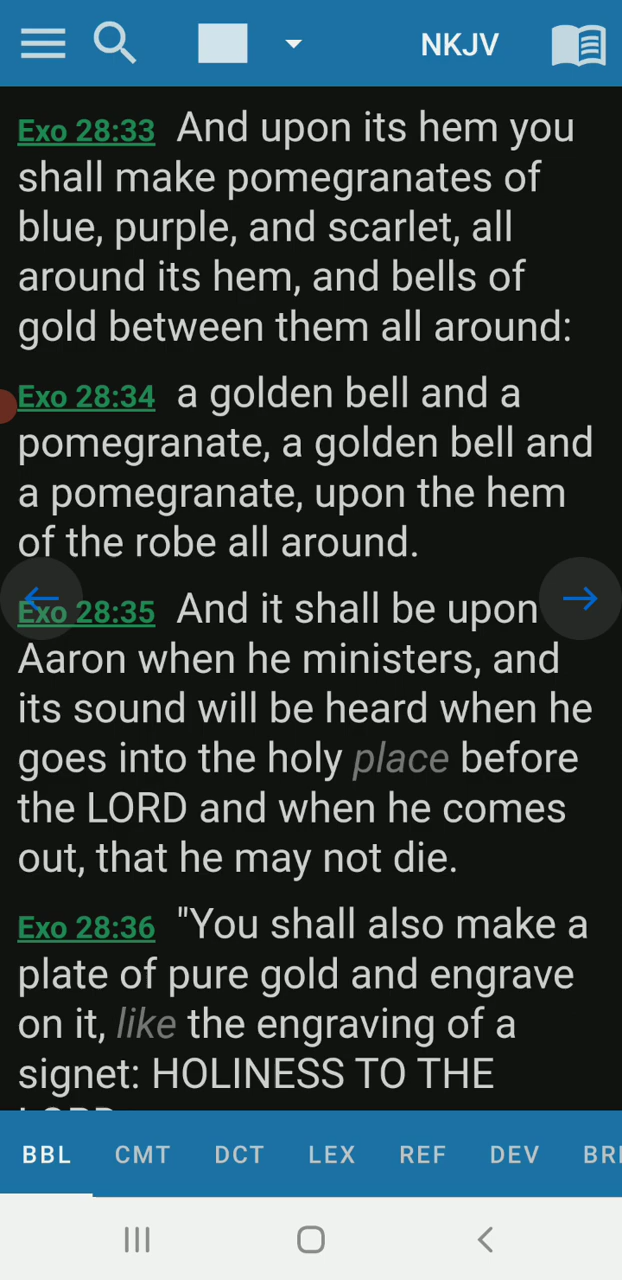 NKJV
Exo 28:33 And upon its hem you
shall make pomegranates of
blue, purple, and scarlet, all
around its hem, and bells of
gold between them all around:
Exo 28:34 a golden bell and a
pomegranate, a golden bell and
a pomegranate, upon the hem
of the robe all around.
Exo 28:35 And it shall be upon
Aaron when he ministers, and
its sound will be heard when he
goes into the holy place before
the LORD and when he comes
out, that he may not die.
Exo 28:36 "You shall also make a
plate of pure gold and engrave
on it, like the engraving of a
signet: HOLINESS TO THE
BBL CMT DCT LEX REF DEV